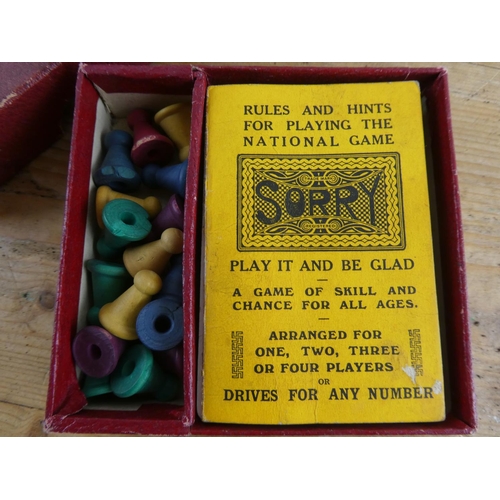 RULES AND HINTS
FOR PLAYING THE
NATIONAL GAME
SORRY
PLAY IT AND BE GLAD
A GAME OF SKILL AND
CHANCE FOR ALL AGES.
ARRANGED FOR
ONE, TWO, THREE
OR FOUR PLAYERS
OR
DRIVES FOR ANY NUMBER